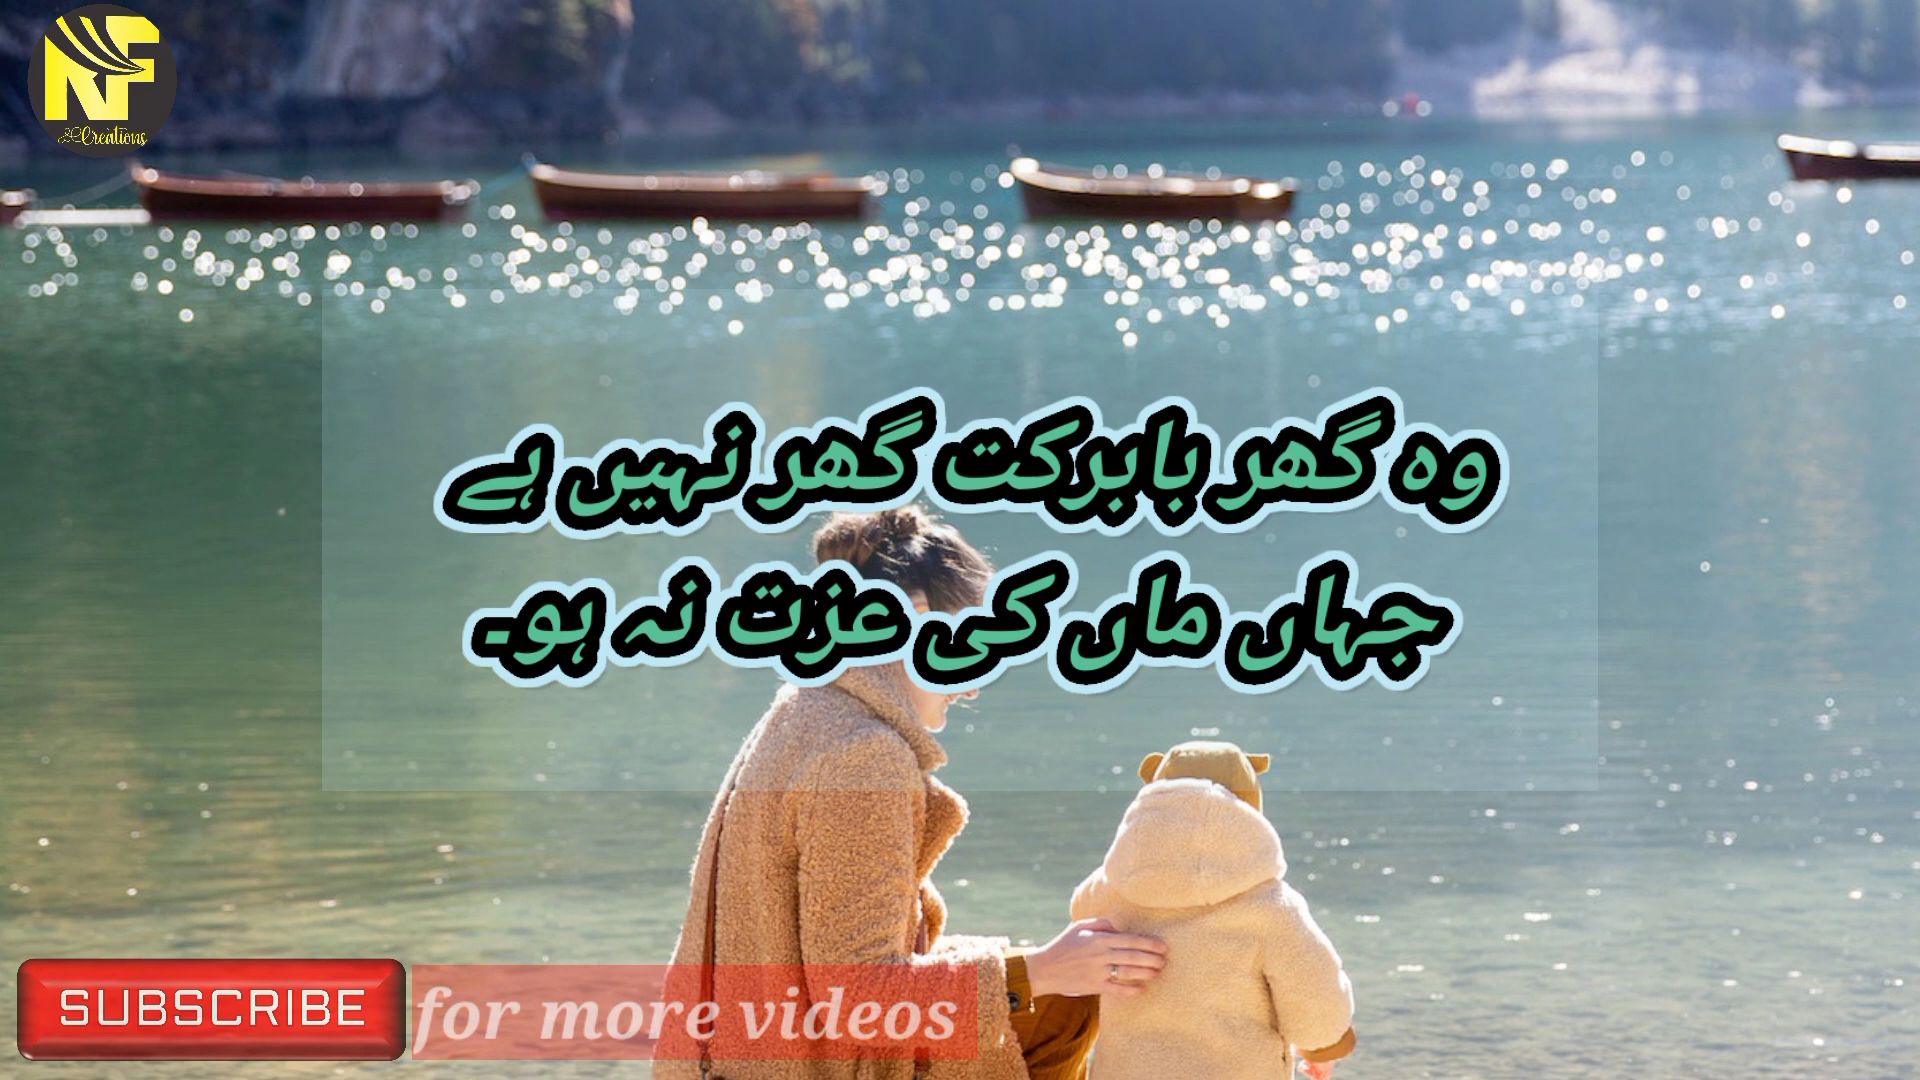 NF
Creations
وہ گھر بابرکت گھر نہیں ہے
جہاں ماں کی عزت نہ ہو۔
SUBSCRIBE for more videos